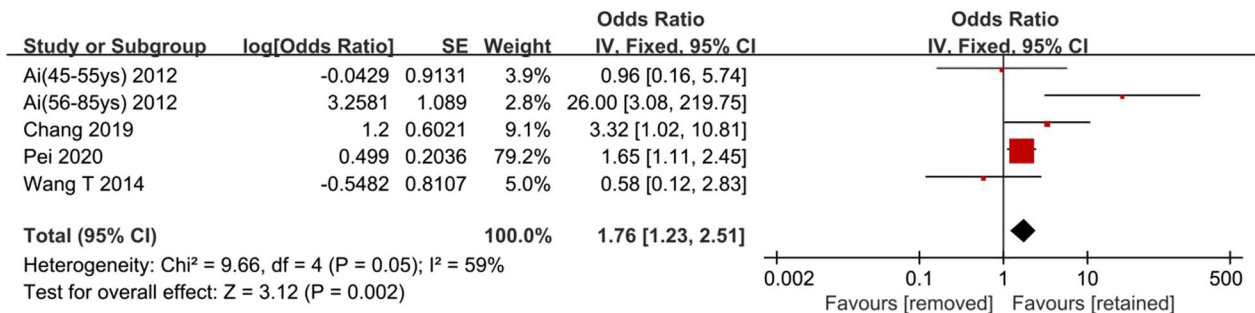 Odds Ratio Odds Ratio
Study or Subgroup log[Odds Ratio] SE Weight IV, Fixed, 95% CI IV, Fixed, 95% CI
Ai(45-55ys) 2012 -0.0429 0.9131 3.9% 0.96 [0.16, 5.74]
Ai(56-85ys) 2012 3.2581 1.089 2.8% 26.00 [3.08, 219.75]
Chang 2019 1.2 0.6021 9.1% 3.32 [1.02, 10.81]
Pei 2020 0.499 0.2036 79.2% 1.65 [1.11, 2.45]
Wang T 2014 -0.5482 0.8107 5.0% 0.58 [0.12, 2.83]
Total (95% CI) 100.0% 1.76 [1.23, 2.51]
Heterogeneity: Chi² = 9.66, df = 4 (P = 0.05); I² = 59%
Test for overall effect: Z = 3.12 (P = 0.002)
0.002 0.1 1 10 500
Favours [removed] Favours [retained]